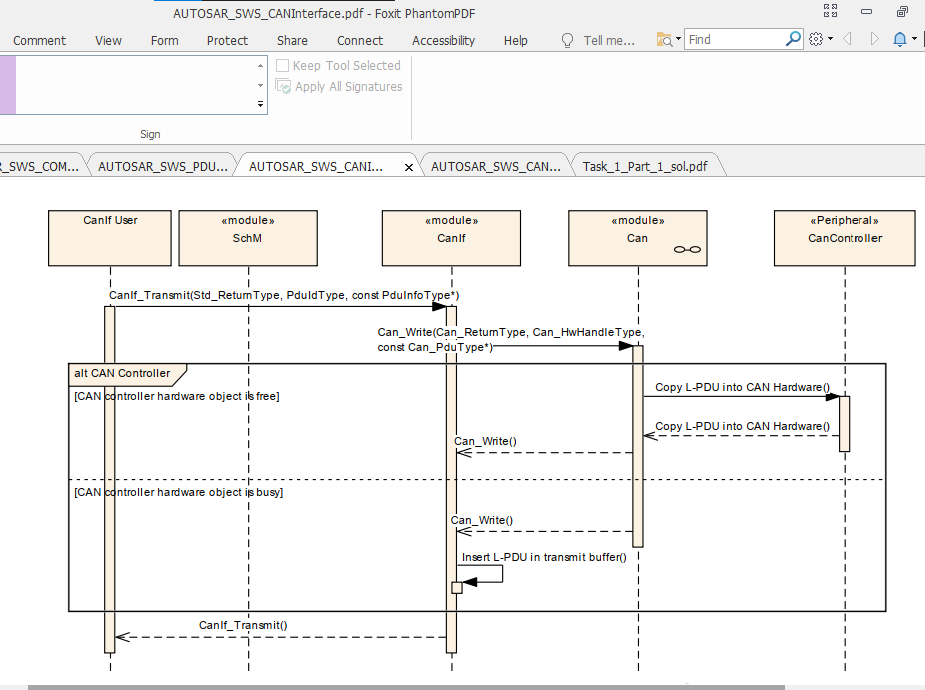 AUTOSAR_SWS_CANInterface.pdf - Foxit PhantomPDF
Comment View Form Protect Share Connect Accessibility Help Tell me... Find
Keep Tool Selected
Apply All Signatures
Sign
R_SWS_COM... AUTOSAR_SWS_PDU... AUTOSAR_SWS_CANI... × AUTOSAR_SWS_CAN... Task_1_Part_1_sol.pdf
CanIf User
«module»
SchM
«module»
CanIf
«module»
Can
«Peripheral»
CanController
CanIf_Transmit(Std_ReturnType, PduIdType, const PduInfoType*)
Can_Write(Can_ReturnType, Can_HwHandleType,
const Can_PduType*)
alt CAN Controller
[CAN controller hardware object is free]
Copy L-PDU into CAN Hardware()
Copy L-PDU into CAN Hardware()
Can_Write()
[CAN controller hardware object is busy]
Can_Write()
Insert L-PDU in transmit buffer()
CanIf_Transmit()